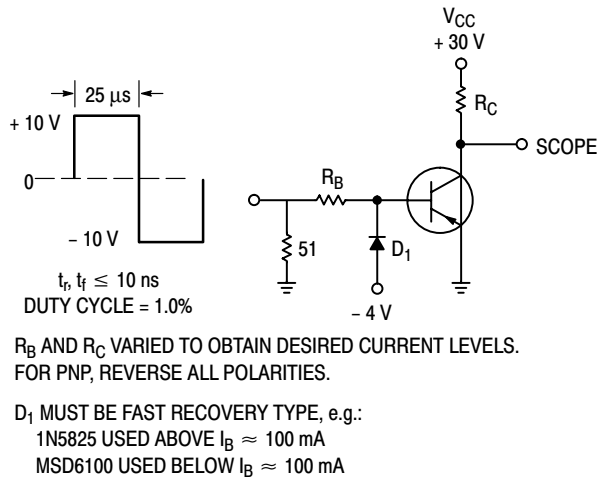 V_CC
+ 30 V
25 μs
+ 10 V
R_C
SCOPE
R_B
0
51
D_1
– 10 V
– 4 V
t_r, t_f ≤ 10 ns
DUTY CYCLE = 1.0%
R_B AND R_C VARIED TO OBTAIN DESIRED CURRENT LEVELS.
FOR PNP, REVERSE ALL POLARITIES.
D_1 MUST BE FAST RECOVERY TYPE, e.g.:
1N5825 USED ABOVE I_B ≈ 100 mA
MSD6100 USED BELOW I_B ≈ 100 mA